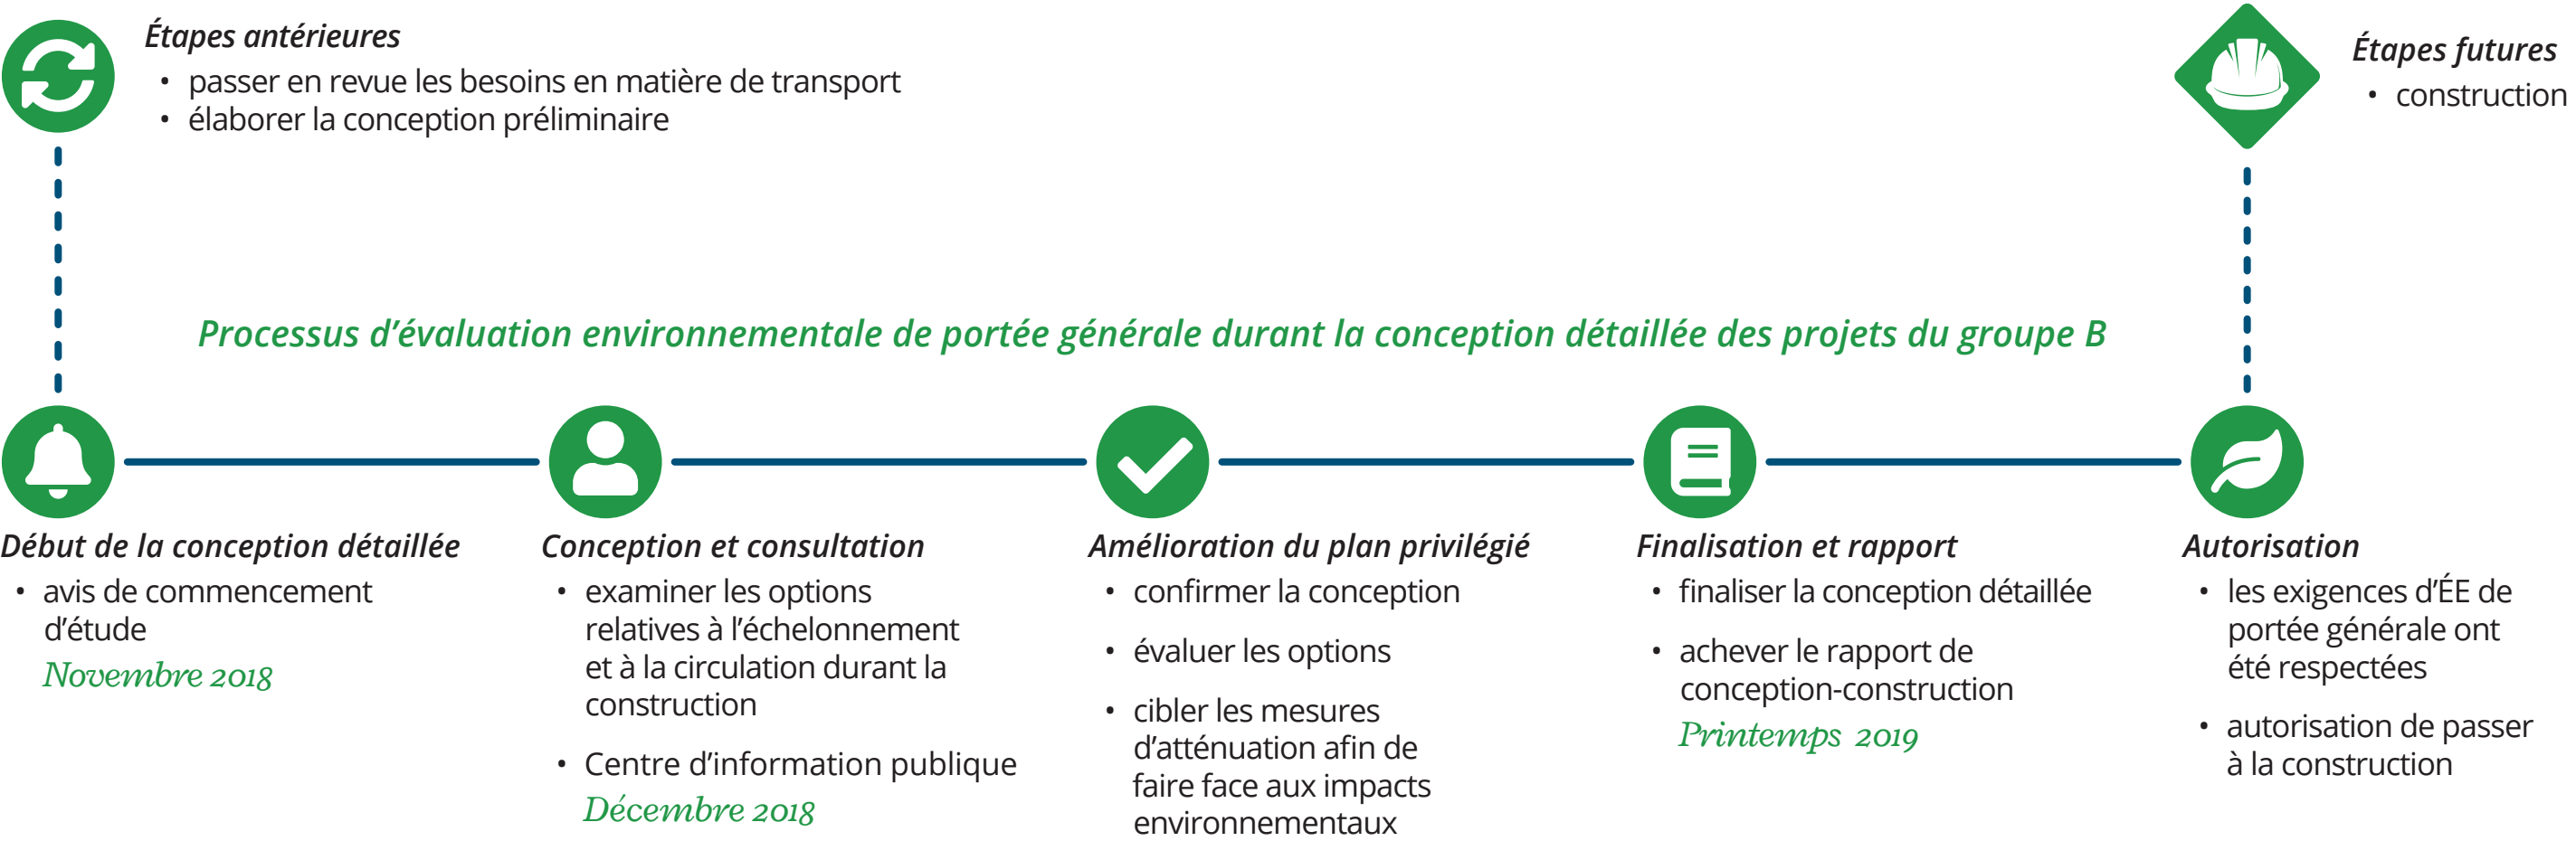 Étapes antérieures
• passer en revue les besoins en matière de transport
• élaborer la conception préliminaire
Étapes futures
• construction
Processus d’évaluation environnementale de portée générale durant la conception détaillée des projets du groupe B
Début de la conception détaillée
• avis de commencement
d’étude
Novembre 2018
Conception et consultation
• examiner les options
relatives à l’échelonnement
et à la circulation durant la
construction
• Centre d’information publique
Décembre 2018
Amélioration du plan privilégié
• confirmer la conception
• évaluer les options
• cibler les mesures
d’atténuation afin de
faire face aux impacts
environnementaux
Finalisation et rapport
• finaliser la conception détaillée
• achever le rapport de
conception-construction
Printemps 2019
Autorisation
• les exigences d’ÉE de
portée générale ont
été respectées
• autorisation de passer
à la construction